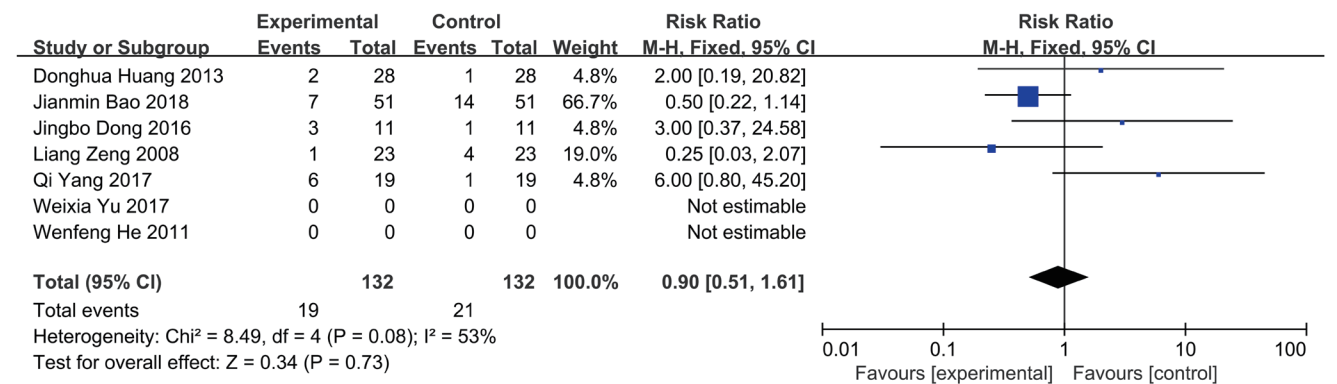 Experimental Control Risk Ratio Risk Ratio
Study or Subgroup Events Total Events Total Weight M-H, Fixed, 95% CI M-H, Fixed, 95% CI
Donghua Huang 2013 2 28 1 28 4.8% 2.00 [0.19, 20.82]
Jianmin Bao 2018 7 51 14 51 66.7% 0.50 [0.22, 1.14]
Jingbo Dong 2016 3 11 1 11 4.8% 3.00 [0.37, 24.58]
Liang Zeng 2008 1 23 4 23 19.0% 0.25 [0.03, 2.07]
Qi Yang 2017 6 19 1 19 4.8% 6.00 [0.80, 45.20]
Weixia Yu 2017 0 0 0 0 Not estimable
Wenfeng He 2011 0 0 0 0 Not estimable
Total (95% CI) 132 132 100.0% 0.90 [0.51, 1.61]
Total events 19 21
Heterogeneity: Chi² = 8.49, df = 4 (P = 0.08); I² = 53%
Test for overall effect: Z = 0.34 (P = 0.73)
0.01 0.1 1 10 100
Favours [experimental] Favours [control]